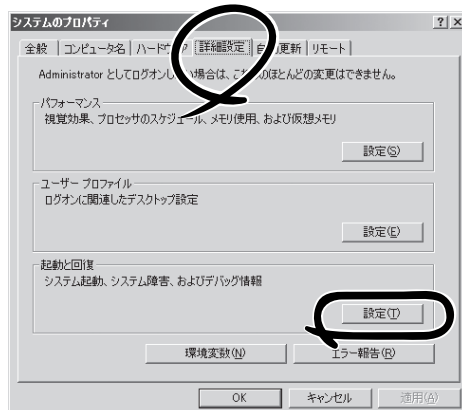 システムのプロパティ
全般 コンピュータ名 詳細設定 自動更新 リモート
Administrator としてログオンしない場合は、これらのほとんどの変更はできません。
パフォーマンス
視覚効果、プロセッサのスケジュール、メモリ使用、および仮想メモリ
設定(S)
ユーザー プロファイル
ログオンに関連したデスクトップ設定
設定(E)
起動と回復
システム起動、システム障害、およびデバッグ情報
設定(T)
環境変数(N) エラー報告(R)
OK キャンセル 適用(A)